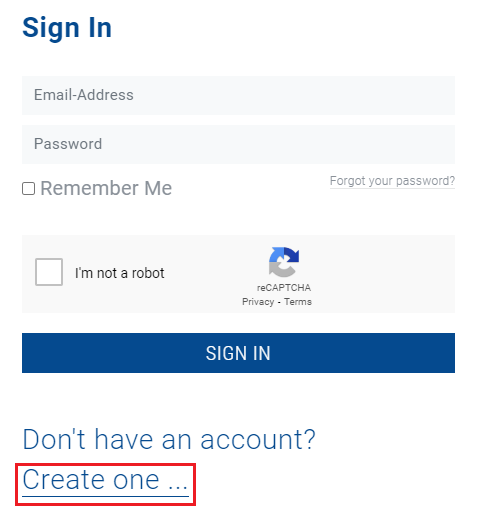 Sign In
Email-Address
Password
Remember Me
Forgot your password?
I'm not a robot
reCAPTCHA
Privacy - Terms
SIGN IN
Don't have an account?
Create one ...